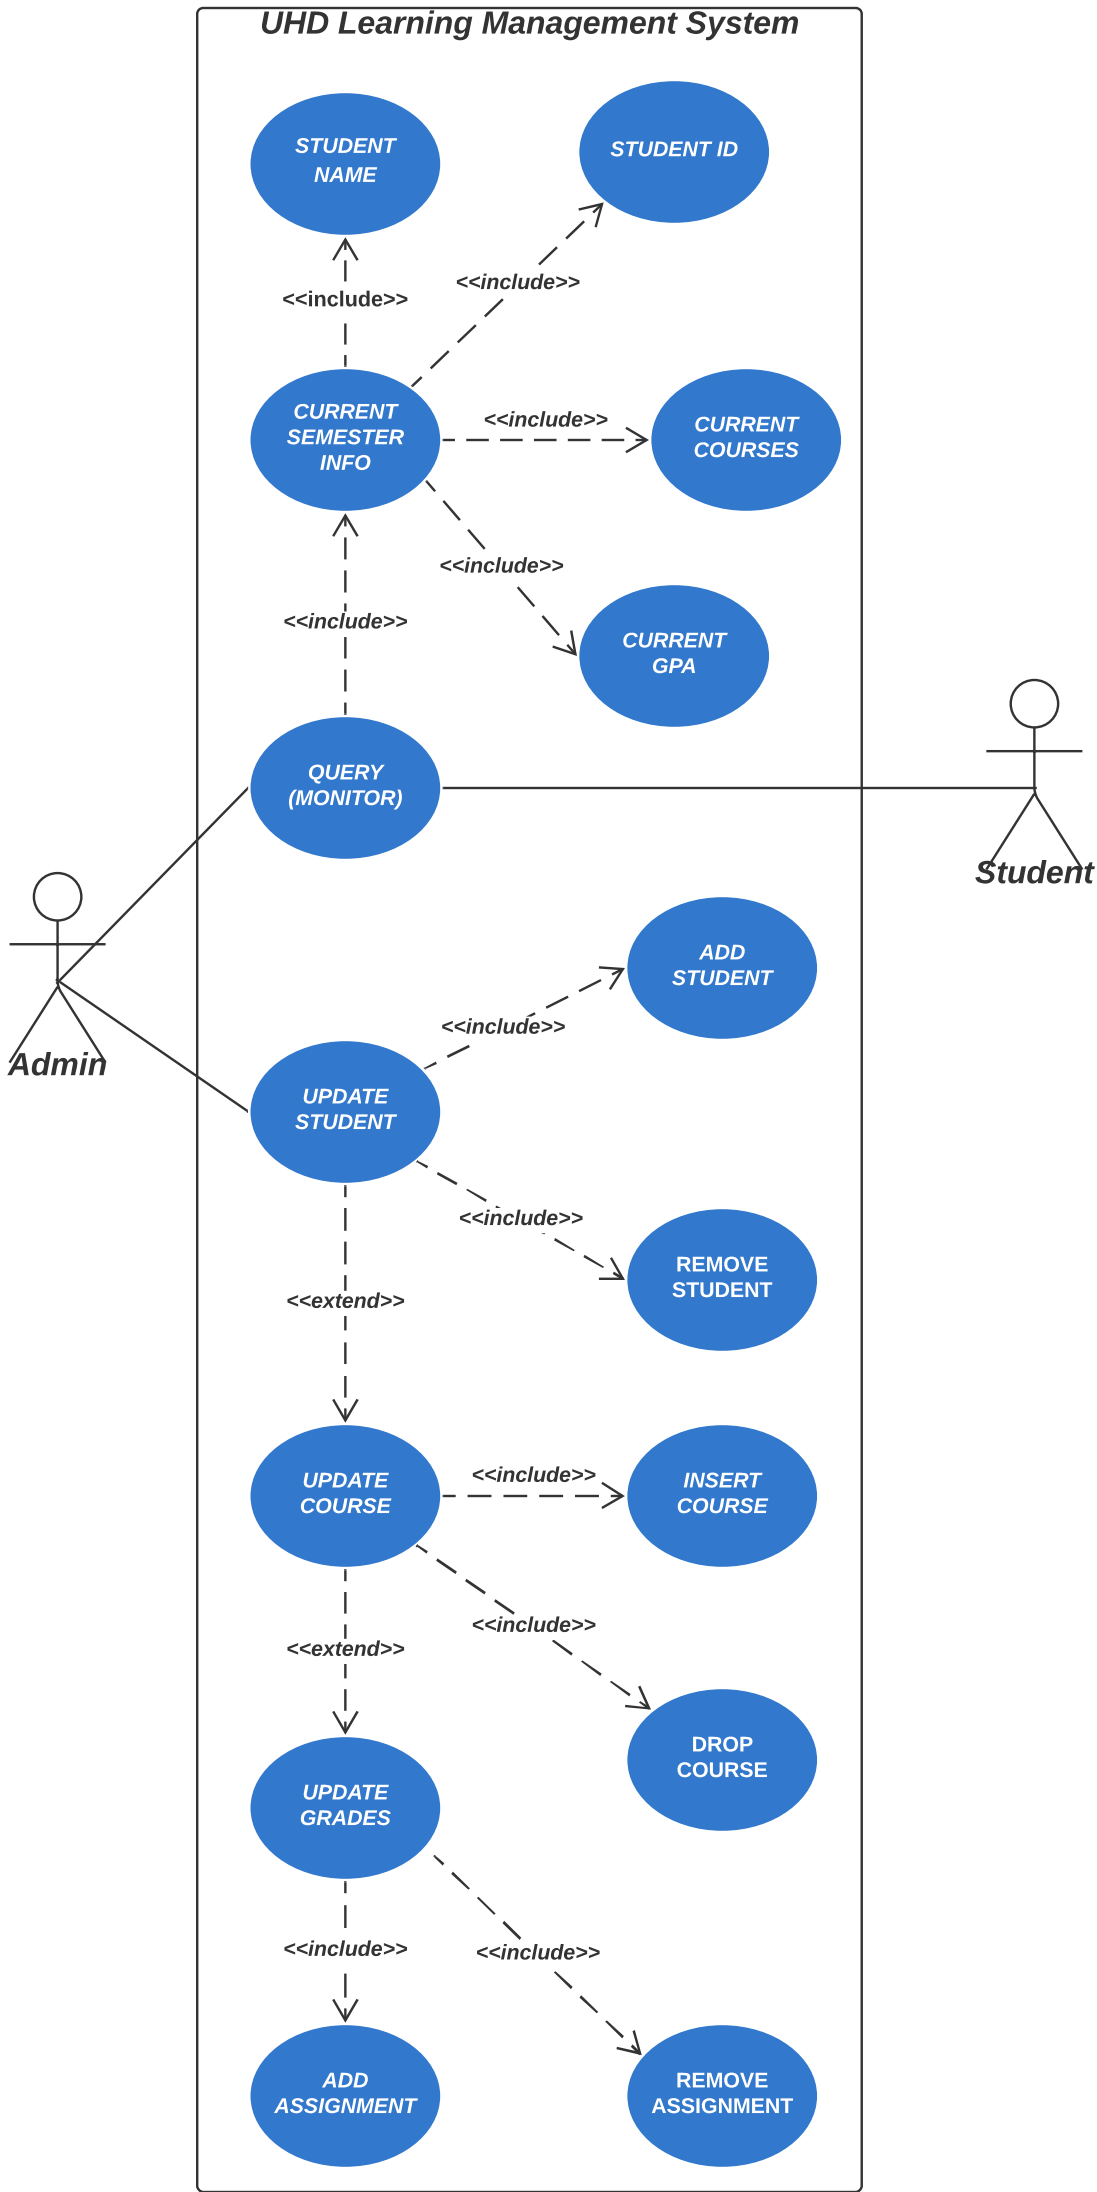 UHD Learning Management System
STUDENT
NAME
STUDENT ID
<<include>>
<<include>>
CURRENT
SEMESTER
INFO
<<include>>
CURRENT
COURSES
<<include>>
<<include>>
CURRENT
GPA
QUERY
(MONITOR)
Student
ADD
STUDENT
<<include>>
Admin
UPDATE
STUDENT
<<include>>
REMOVE
STUDENT
<<extend>>
UPDATE
COURSE
<<include>>
INSERT
COURSE
<<include>>
<<extend>>
DROP
COURSE
UPDATE
GRADES
<<include>>
<<include>>
ADD
ASSIGNMENT
REMOVE
ASSIGNMENT